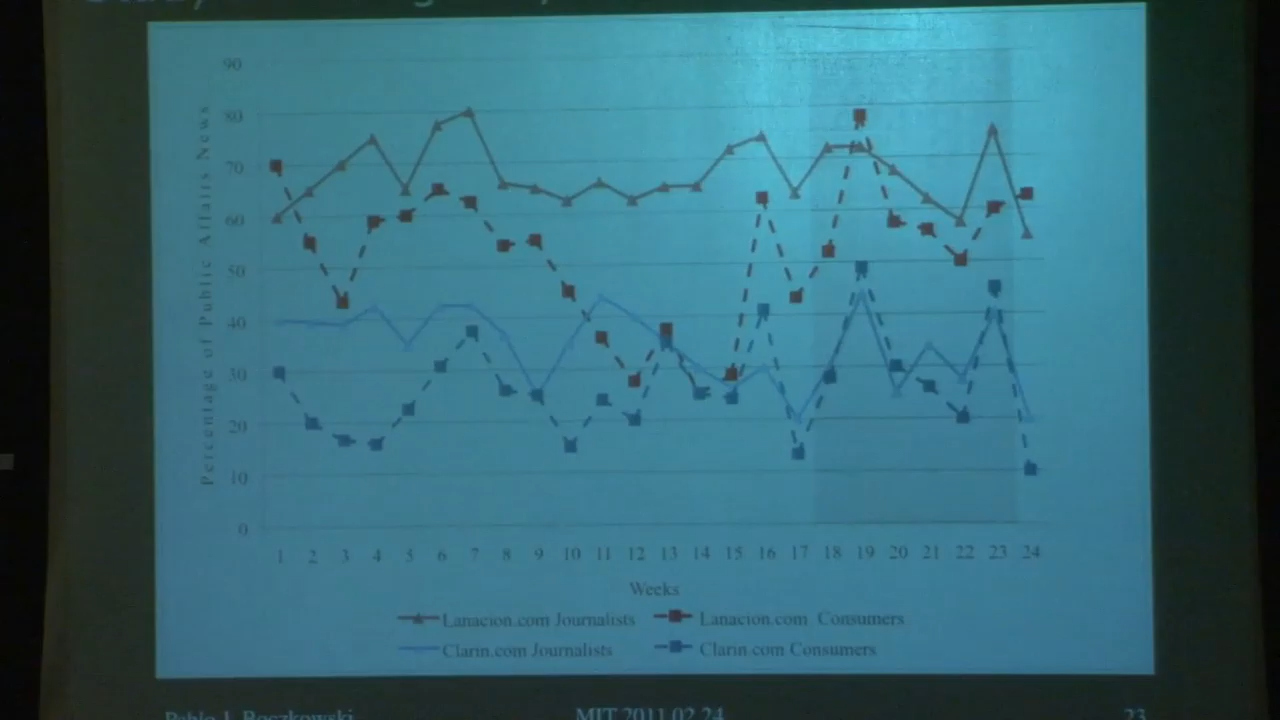 90
80
70
60
50
40
30
20
10
0
Percentage of Public Affairs News
1 2 3 4 5 6 7 8 9 10 11 12 13 14 15 16 17 18 19 20 21 22 23 24
Weeks
Lanacion.com Journalists Lanacion.com Consumers
Clarin.com Journalists Clarin.com Consumers
Pablo J. Boczkowski MIT 2011.02.24 23